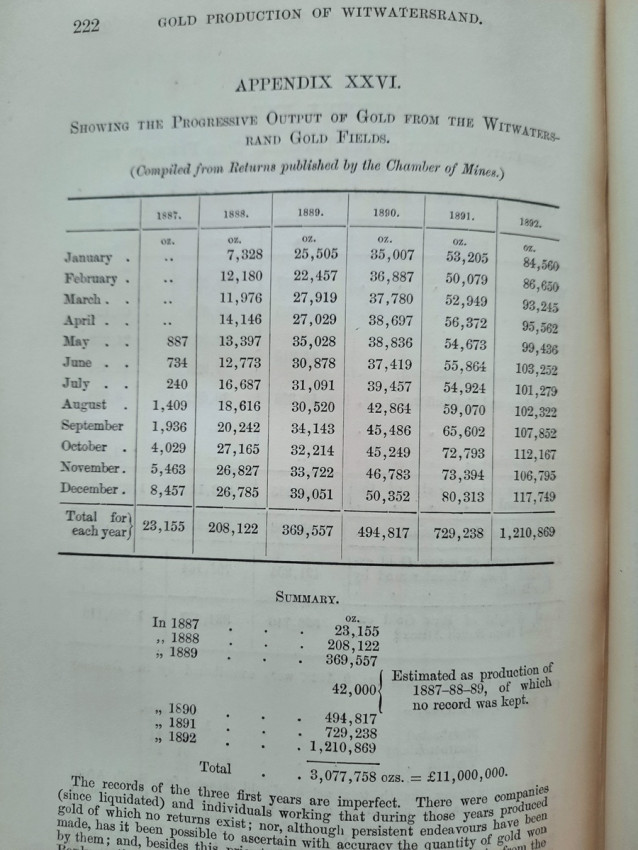 222 GOLD PRODUCTION OF WITWATERSRAND.
APPENDIX XXVI.
SHOWING THE PROGRESSIVE OUTPUT OF GOLD FROM THE WITWATERS-
RAND GOLD FIELDS.
(Compiled from Returns published by the Chamber of Mines.)
1887. 1888. 1889. 1890. 1891. 1892.
oz. oz. oz. oz. oz. oz.
January . .. 7,328 25,505 35,007 53,205 84,560
February . .. 12,180 22,457 36,887 50,079 86,650
March . . .. 11,976 27,919 37,780 52,949 93,245
April . . .. 14,146 27,029 38,697 56,372 95,562
May . . 887 13,397 35,028 38,836 54,673 99,436
June . . 734 12,773 30,878 37,419 55,864 103,252
July . . 240 16,687 31,091 39,457 54,924 101,279
August . 1,409 18,616 30,520 42,864 59,070 102,322
September 1,936 20,242 34,143 45,486 65,602 107,852
October . 4,029 27,165 32,214 45,249 72,793 112,167
November . 5,463 26,827 33,722 46,783 73,394 106,795
December . 8,457 26,785 39,051 50,352 80,313 117,749
Total for
each year} 23,155 208,122 369,557 494,817 729,238 1,210,869
SUMMARY.
oz.
In 1887 . . . 23,155
,, 1888 . . . 208,122
,, 1889 . . . 369,557
42,000{ Estimated as production of
1887-88-89, of which
no record was kept.
,, 1890 . . . 494,817
,, 1891 . . . 729,238
,, 1892 . . . 1,210,869
Total . . 3,077,758 ozs. = £11,000,000.
The records of the three first years are imperfect. There were companies
(since liquidated) and individuals working that during those years produced
gold of which no returns exist; nor, although persistent endeavours have been
made, has it been possible to ascertain with accuracy the quantity of gold won
by them; and, besides this from the